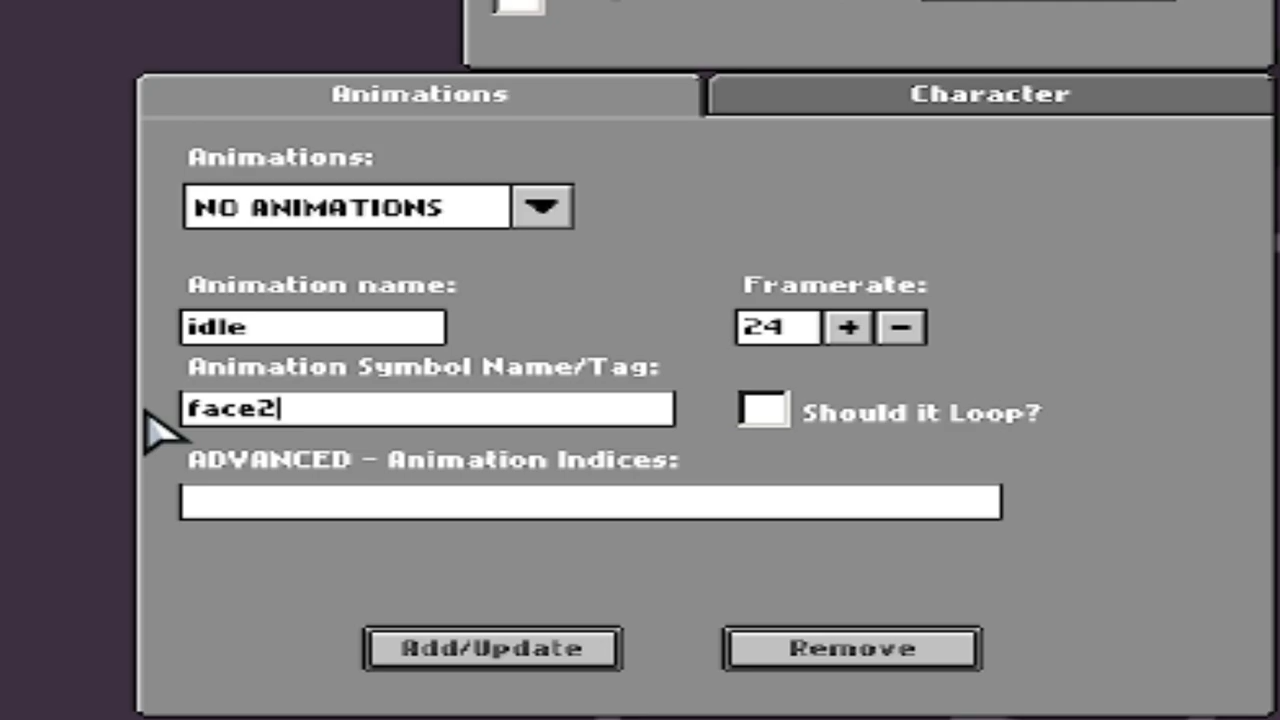 Animations Character
Animations:
NO ANIMATIONS
Animation name: Framerate:
idle 24 + -
Animation Symbol Name/Tag:
face2 Should it Loop?
ADVANCED - Animation Indices:
Add/Update Remove